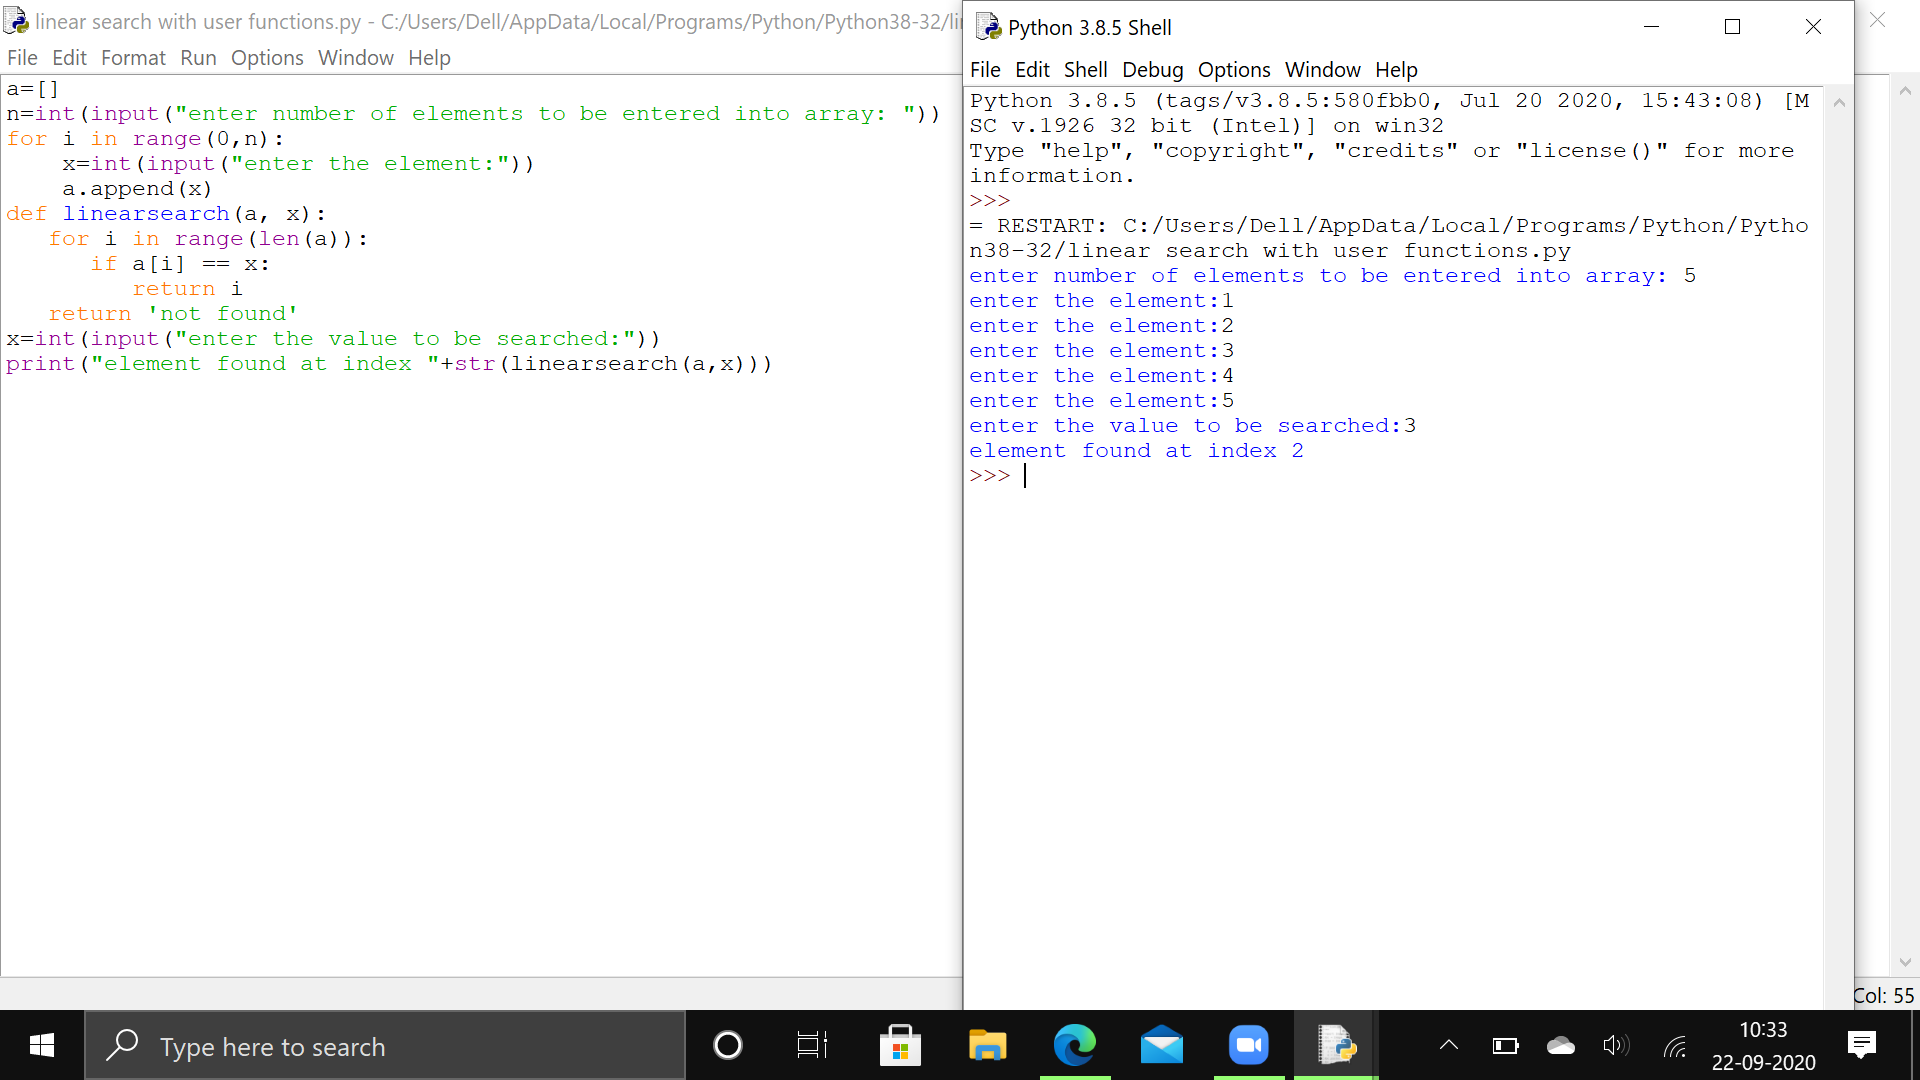 linear search with user functions.py - C:/Users/Dell/AppData/Local/Programs/Python/Python38-32/li
File Edit Format Run Options Window Help
a=[]
n=int(input("enter number of elements to be entered into array: "))
for i in range(0,n):
    x=int(input("enter the element:"))
    a.append(x)
def linearsearch(a, x):
   for i in range(len(a)):
      if a[i] == x:
         return i
   return 'not found'
x=int(input("enter the value to be searched:"))
print("element found at index "+str(linearsearch(a,x)))
Python 3.8.5 Shell
File Edit Shell Debug Options Window Help
Python 3.8.5 (tags/v3.8.5:580fbb0, Jul 20 2020, 15:43:08) [M
SC v.1926 32 bit (Intel)] on win32
Type "help", "copyright", "credits" or "license()" for more
information.
>>>
= RESTART: C:/Users/Dell/AppData/Local/Programs/Python/Pytho
n38-32/linear search with user functions.py
enter number of elements to be entered into array: 5
enter the element:1
enter the element:2
enter the element:3
enter the element:4
enter the element:5
enter the value to be searched:3
element found at index 2
>>>
Col: 55
Type here to search
10:33
22-09-2020